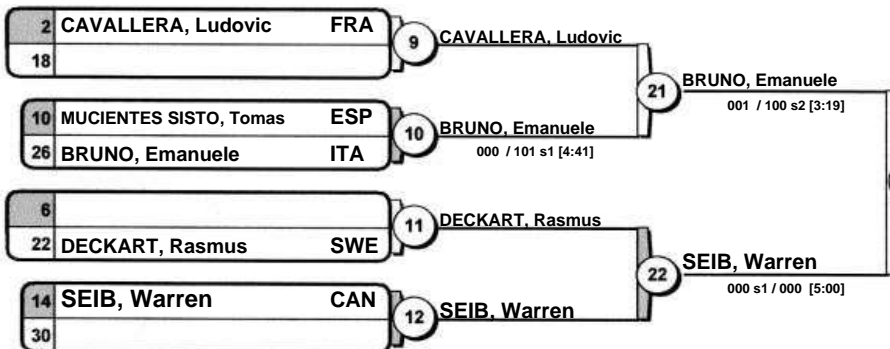 2 CAVALLERA, Ludovic FRA
18
9
CAVALLERA, Ludovic
10 MUCIENTES SISTO, Tomas ESP
26 BRUNO, Emanuele ITA
10
BRUNO, Emanuele
000 / 101 s1 [4:41]
21
BRUNO, Emanuele
001 / 100 s2 [3:19]
6
22 DECKART, Rasmus SWE
11
DECKART, Rasmus
14 SEIB, Warren CAN
30
12
SEIB, Warren
22
SEIB, Warren
000 s1 / 000 [5:00]